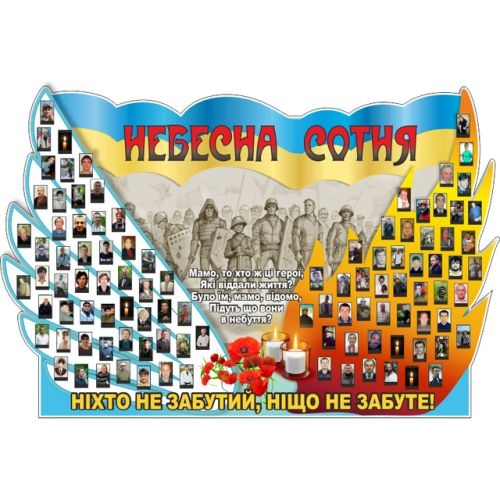 НЕБЕСНА СОТНЯ
Мамо, то хто ж ці герої,
Які віддали життя?
Було їм, мамо, відомо,
Підуть що вони
в небуття?
НІХТО НЕ ЗАБУТИЙ, НІЩО НЕ ЗАБУТЕ!